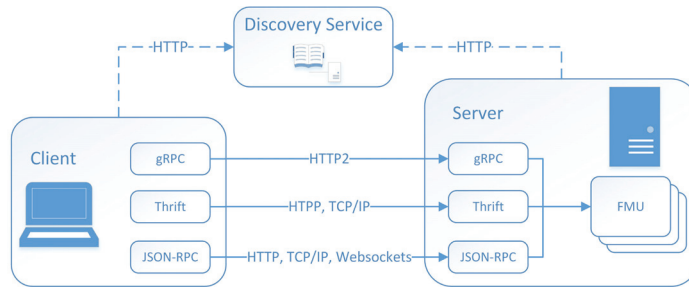 Discovery Service
HTTP
HTTP
Client
Server
gRPC
HTTP2
gRPC
Thrift
HTPP, TCP/IP
Thrift
FMU
JSON-RPC
HTTP, TCP/IP, Websockets
JSON-RPC